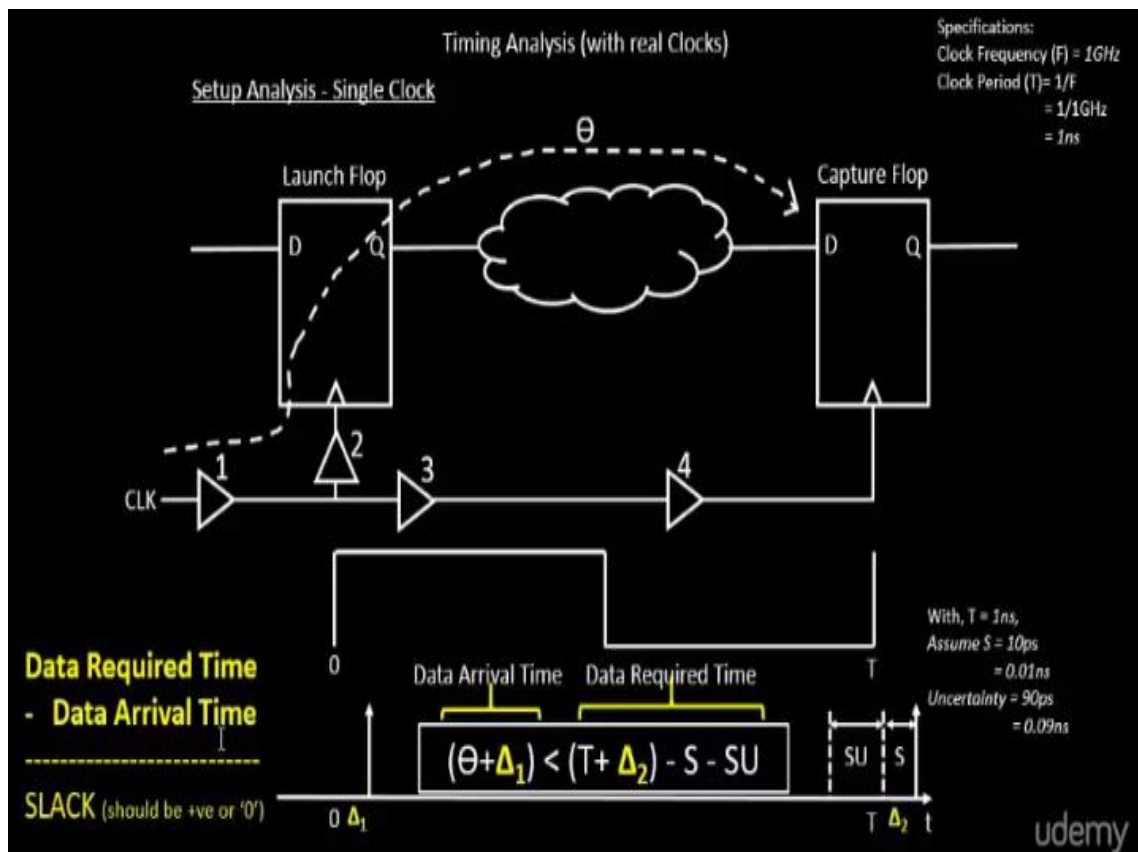 Timing Analysis (with real Clocks)
Specifications:
Clock Frequency (F) = 1GHz
Clock Period (T)= 1/F
= 1/1GHz
= 1ns
Setup Analysis - Single Clock
Θ
Launch Flop
Capture Flop
D Q
D Q
1
2
3
4
CLK
0
T
With, T = 1ns,
Assume S = 10ps
= 0.01ns
Uncertainty = 90ps
= 0.09ns
Data Required Time
- Data Arrival Time
---------------------------
SLACK (should be +ve or '0')
Data Arrival Time Data Required Time
(Θ+Δ1) < (T+ Δ2) - S - SU
SU S
0 Δ1 T Δ2 t
udemy